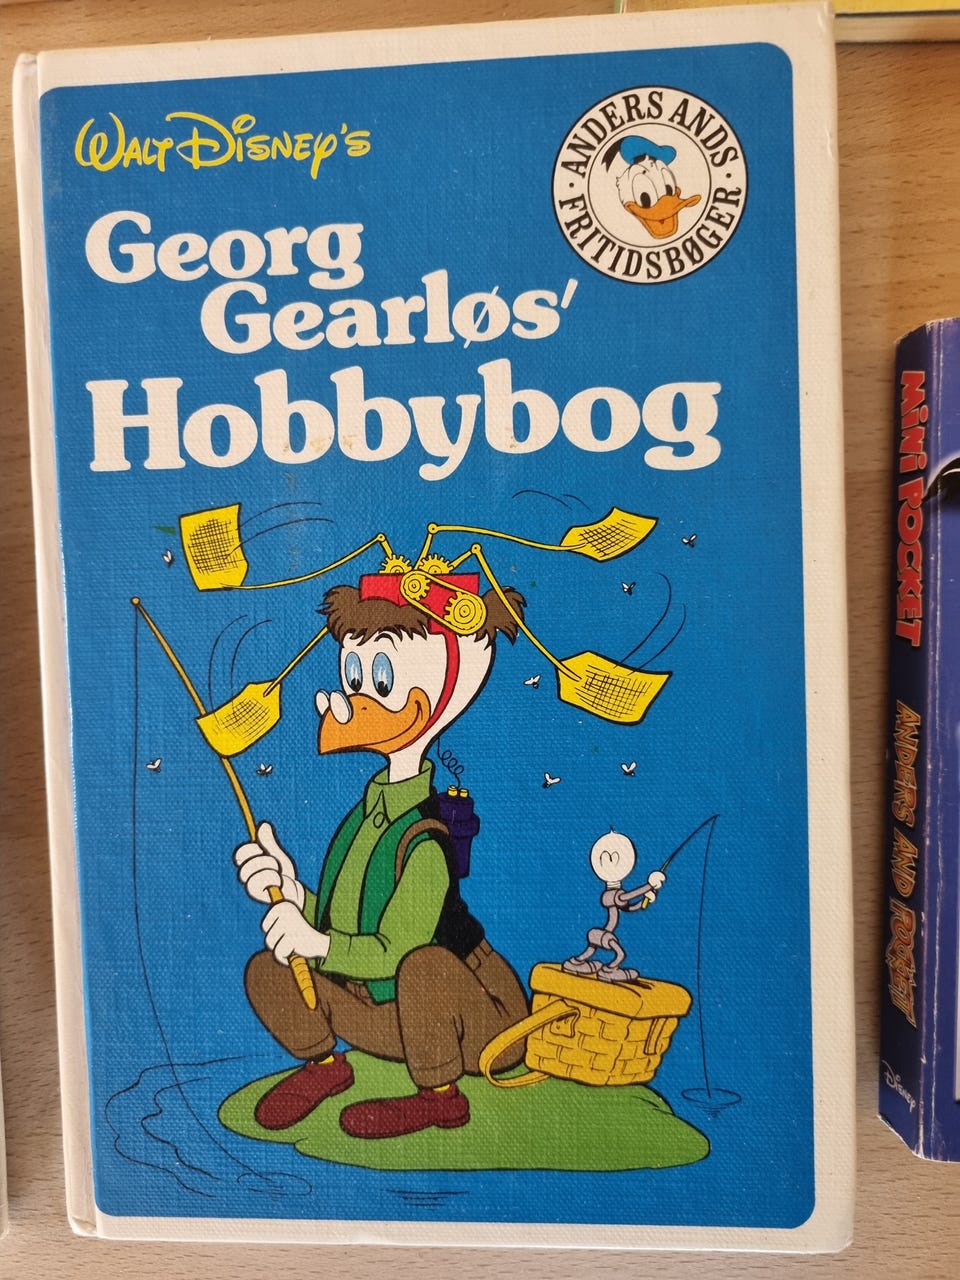 Walt Disney's
Georg
Gearløs'
Hobbybog
ANDERS ANDS
· FRITIDSBØGER ·
MiNi POCKET
ANDERS AND POCKET
Disney